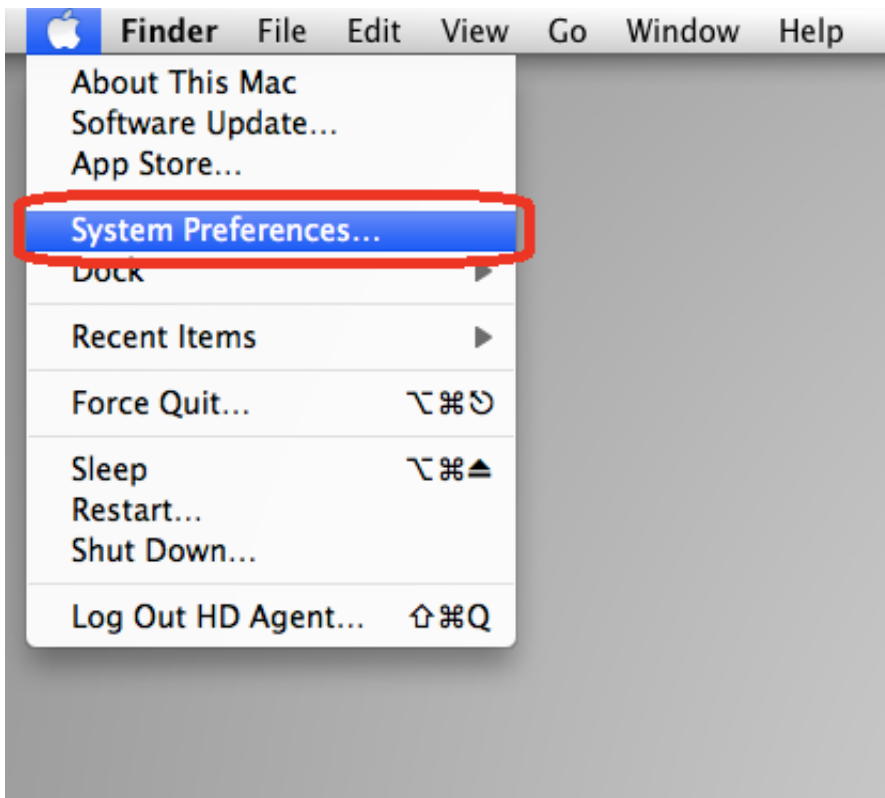 Finder File Edit View Go Window Help
About This Mac
Software Update...
App Store...
System Preferences...
Dock
Recent Items
Force Quit... ⌥⌘⎋
Sleep ⌥⌘⏏
Restart...
Shut Down...
Log Out HD Agent... ⇧⌘Q